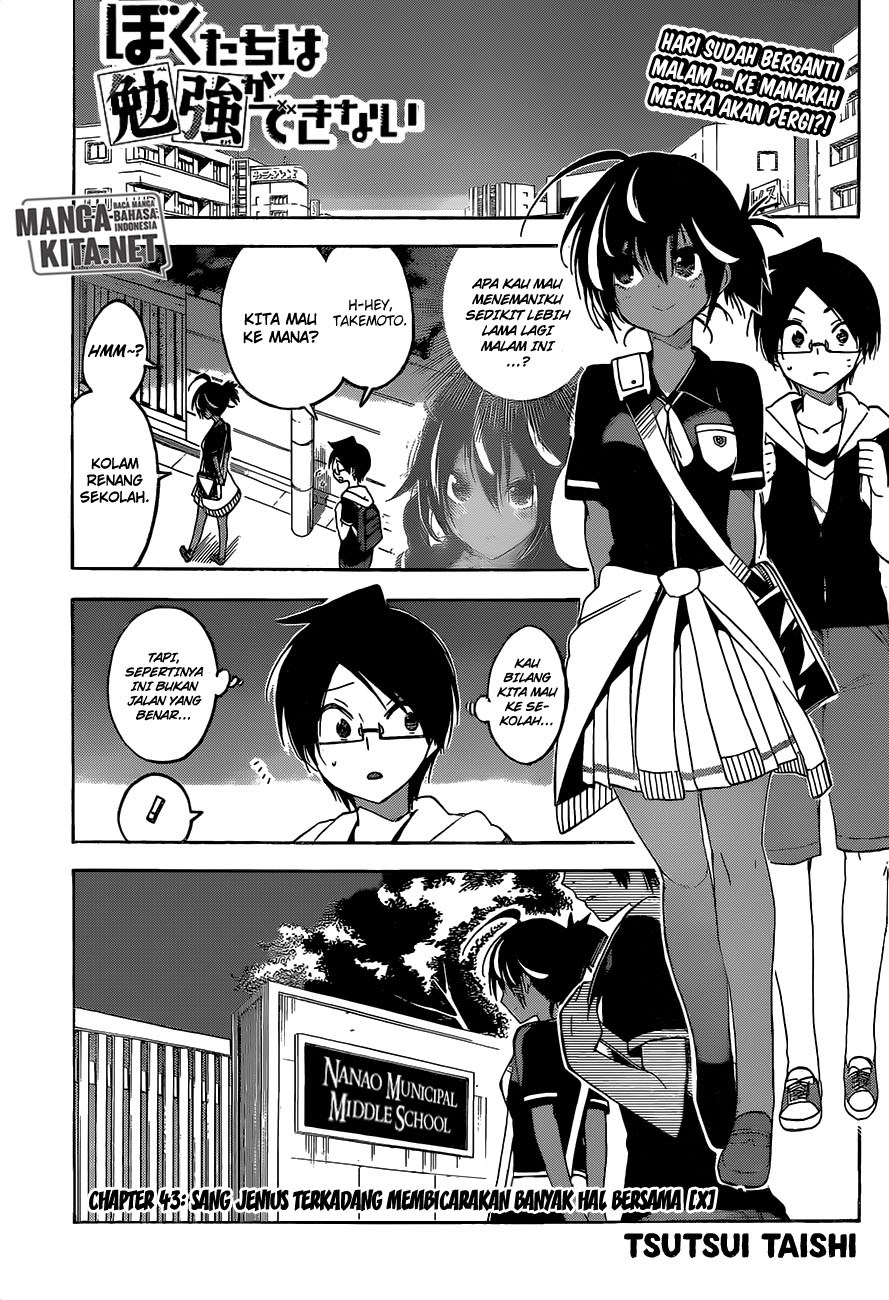 ぼくたちは
勉強ができない
HARI SUDAH BERGANTI
MALAM ... KE MANAKAH
MEREKA AKAN PERGI?!
MANGA
KITA.NET
BACA MANGA
-BAHASA-
INDONESIA
APA KAU MAU
MENEMANIKU
SEDIKIT LEBIH
LAMA LAGI
MALAM INI
...?
H-HEY,
TAKEMOTO.
KITA MAU
KE MANA?
HMM~?
KOLAM
RENANG
SEKOLAH.
KAU
BILANG
KITA MAU
KE SE-
KOLAH...
TAPI,
SEPERTINYA
INI BUKAN
JALAN YANG
BENAR...
!
NANAO MUNICIPAL
MIDDLE SCHOOL
CHAPTER 43: SANG JENIUS TERKADANG MEMBICARAKAN BANYAK HAL BERSAMA [X]
TSUTSUI TAISHI